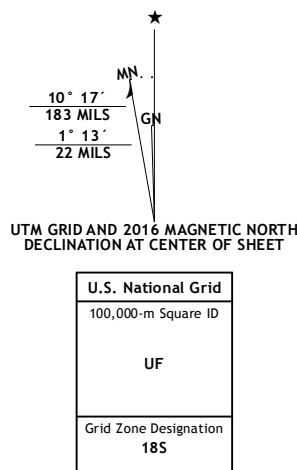 MN
10° 17´
183 MILS
GN
1° 13´
22 MILS
UTM GRID AND 2016 MAGNETIC NORTH
DECLINATION AT CENTER OF SHEET
U.S. National Grid
100,000-m Square ID
UF
Grid Zone Designation
18S